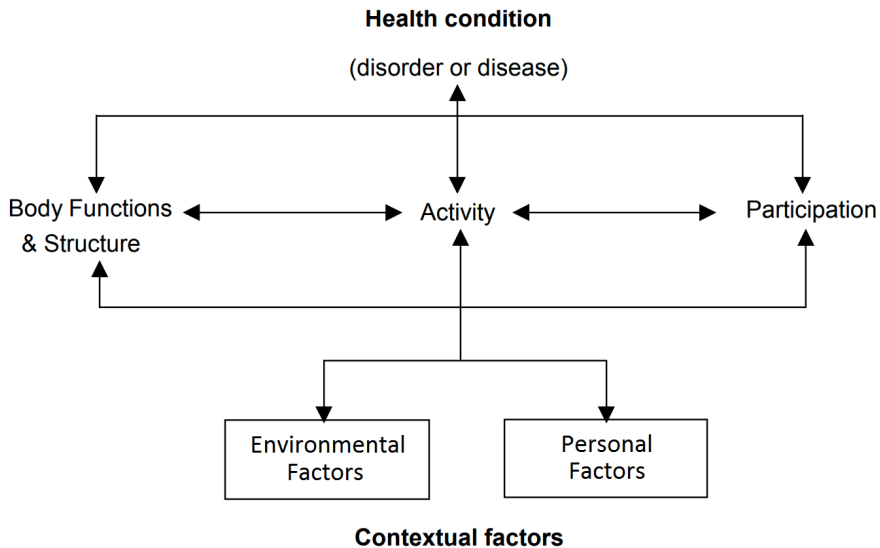 Health condition
(disorder or disease)
Body Functions
& Structure
Activity
Participation
Environmental
Factors
Personal
Factors
Contextual factors